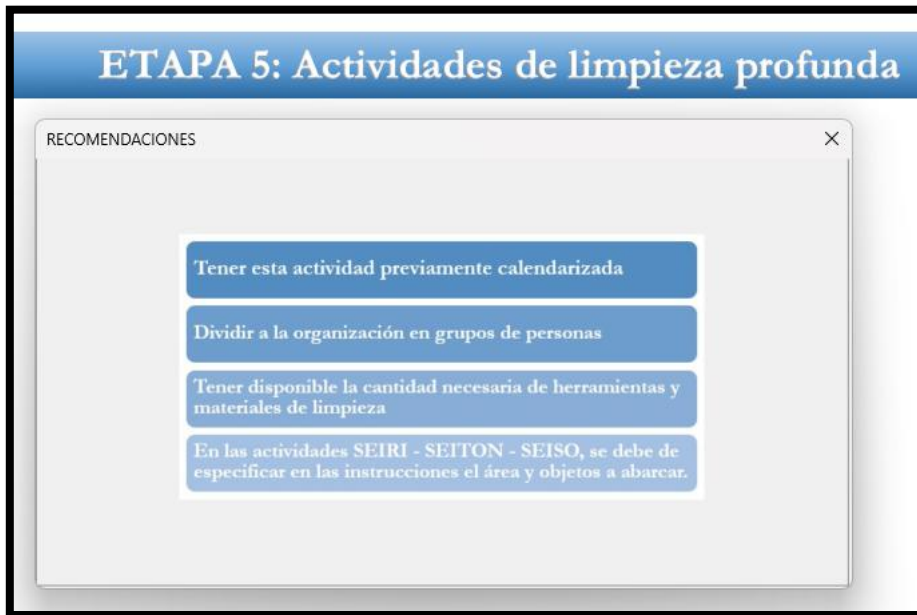 ETAPA 5: Actividades de limpieza profunda
RECOMENDACIONES
Tener esta actividad previamente calendarizada
Dividir a la organización en grupos de personas
Tener disponible la cantidad necesaria de herramientas y
materiales de limpieza
En las actividades SEIRI - SEITON - SEISO, se debe de
especificar en las instrucciones el área y objetos a abarcar.